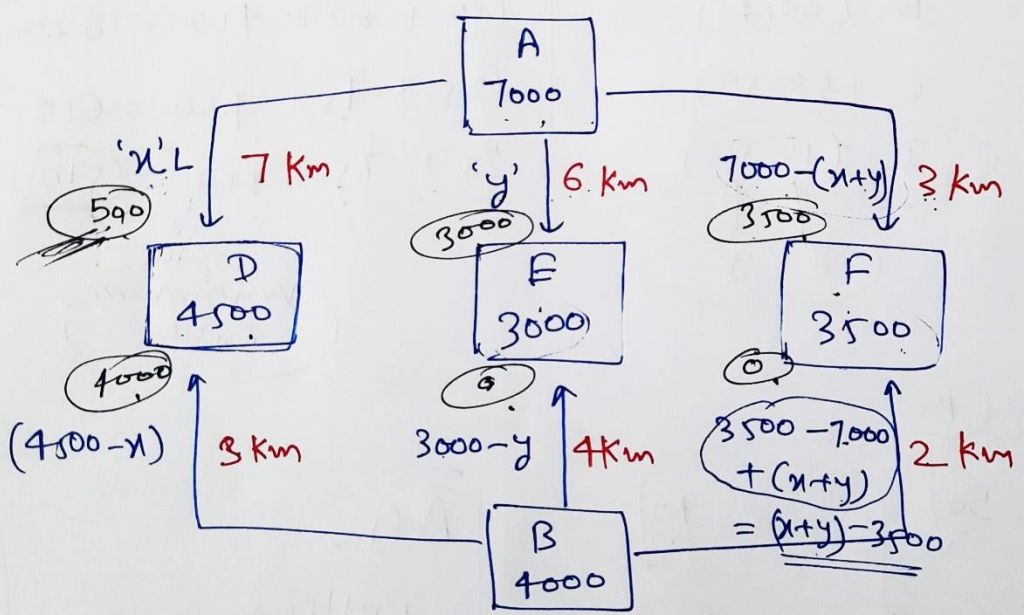 A
7000
'x' L
7 Km
'y'
6 Km
7000-(x+y)
3 Km
500
3000
3500
D
4500
E
3000
F
3500
4000
0
0
(4500-x)
3 Km
3000-y
4Km
3500-7000
+(x+y)
=(x+y)-3500
2 Km
B
4000